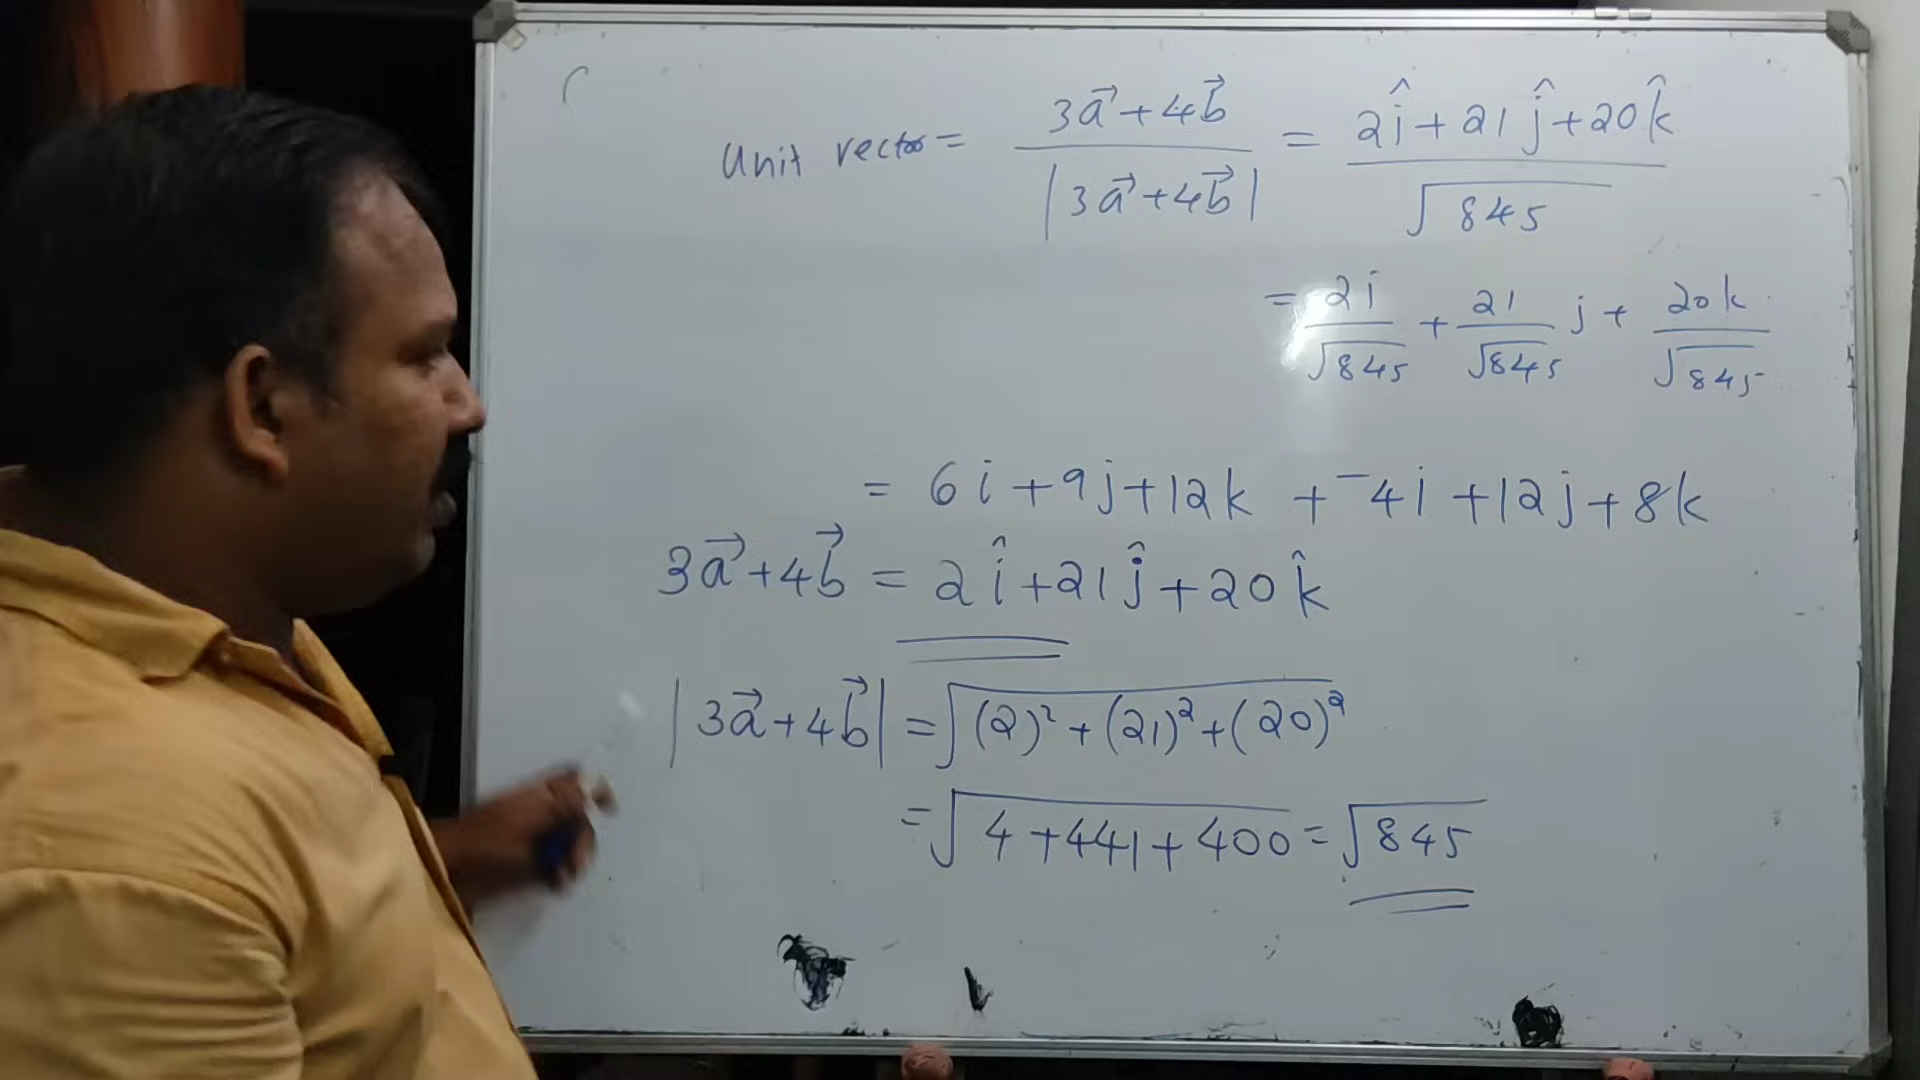 Unit vector = 3a⃗ + 4b⃗ / |3a⃗ + 4b⃗| = 2î + 21ĵ + 20k̂ / √845
= 2i/√845 + 21/√845 j + 20k/√845
= 6i + 9j + 12k + ⁻4i + 12j + 8k
3a⃗ + 4b⃗ = 2î + 21ĵ + 20k̂
|3a⃗ + 4b⃗| = √(2)² + (21)² + (20)²
= √4 + 441 + 400 = √845